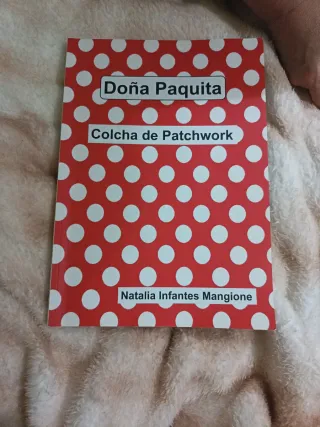 Doña Paquita
Colcha de Patchwork
Natalia Infantes Mangione